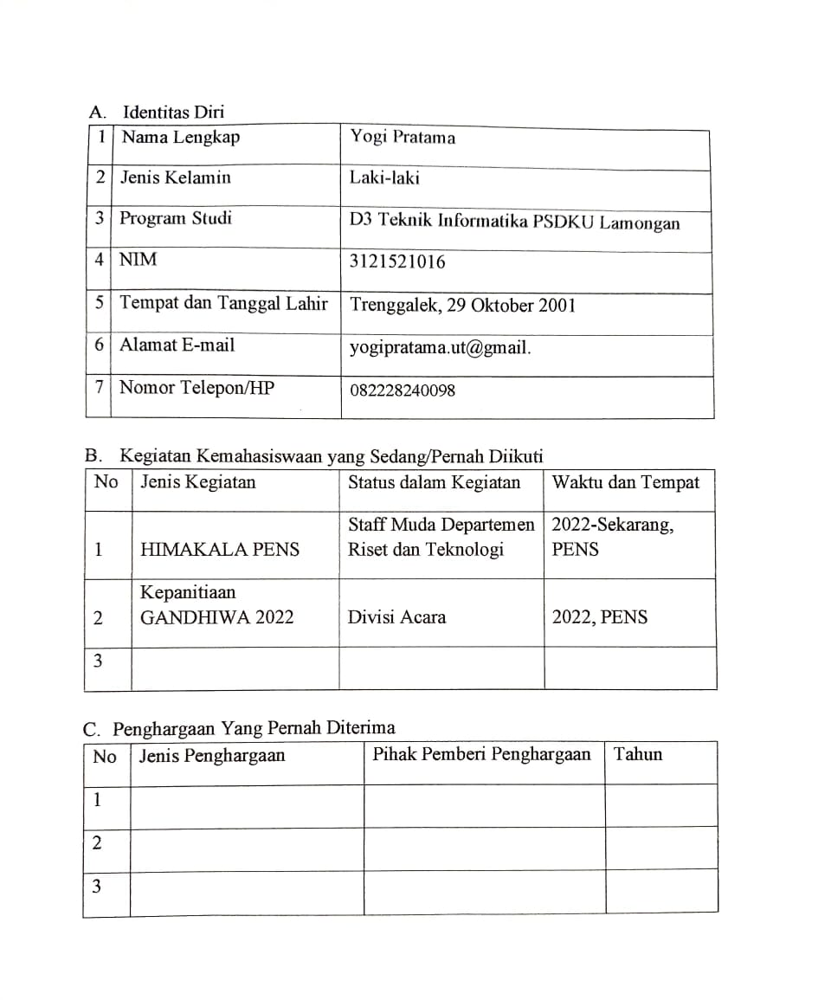 A. Identitas Diri
1 Nama Lengkap Yogi Pratama
2 Jenis Kelamin Laki-laki
3 Program Studi D3 Teknik Informatika PSDKU Lamongan
4 NIM 3121521016
5 Tempat dan Tanggal Lahir Trenggalek, 29 Oktober 2001
6 Alamat E-mail yogipratama.ut@gmail.
7 Nomor Telepon/HP 082228240098
B. Kegiatan Kemahasiswaan yang Sedang/Pernah Diikuti
No Jenis Kegiatan Status dalam Kegiatan Waktu dan Tempat
Staff Muda Departemen 2022-Sekarang,
1 HIMAKALA PENS Riset dan Teknologi PENS
Kepanitiaan
2 GANDHIWA 2022 Divisi Acara 2022, PENS
3
C. Penghargaan Yang Pernah Diterima
No Jenis Penghargaan Pihak Pemberi Penghargaan Tahun
1
2
3